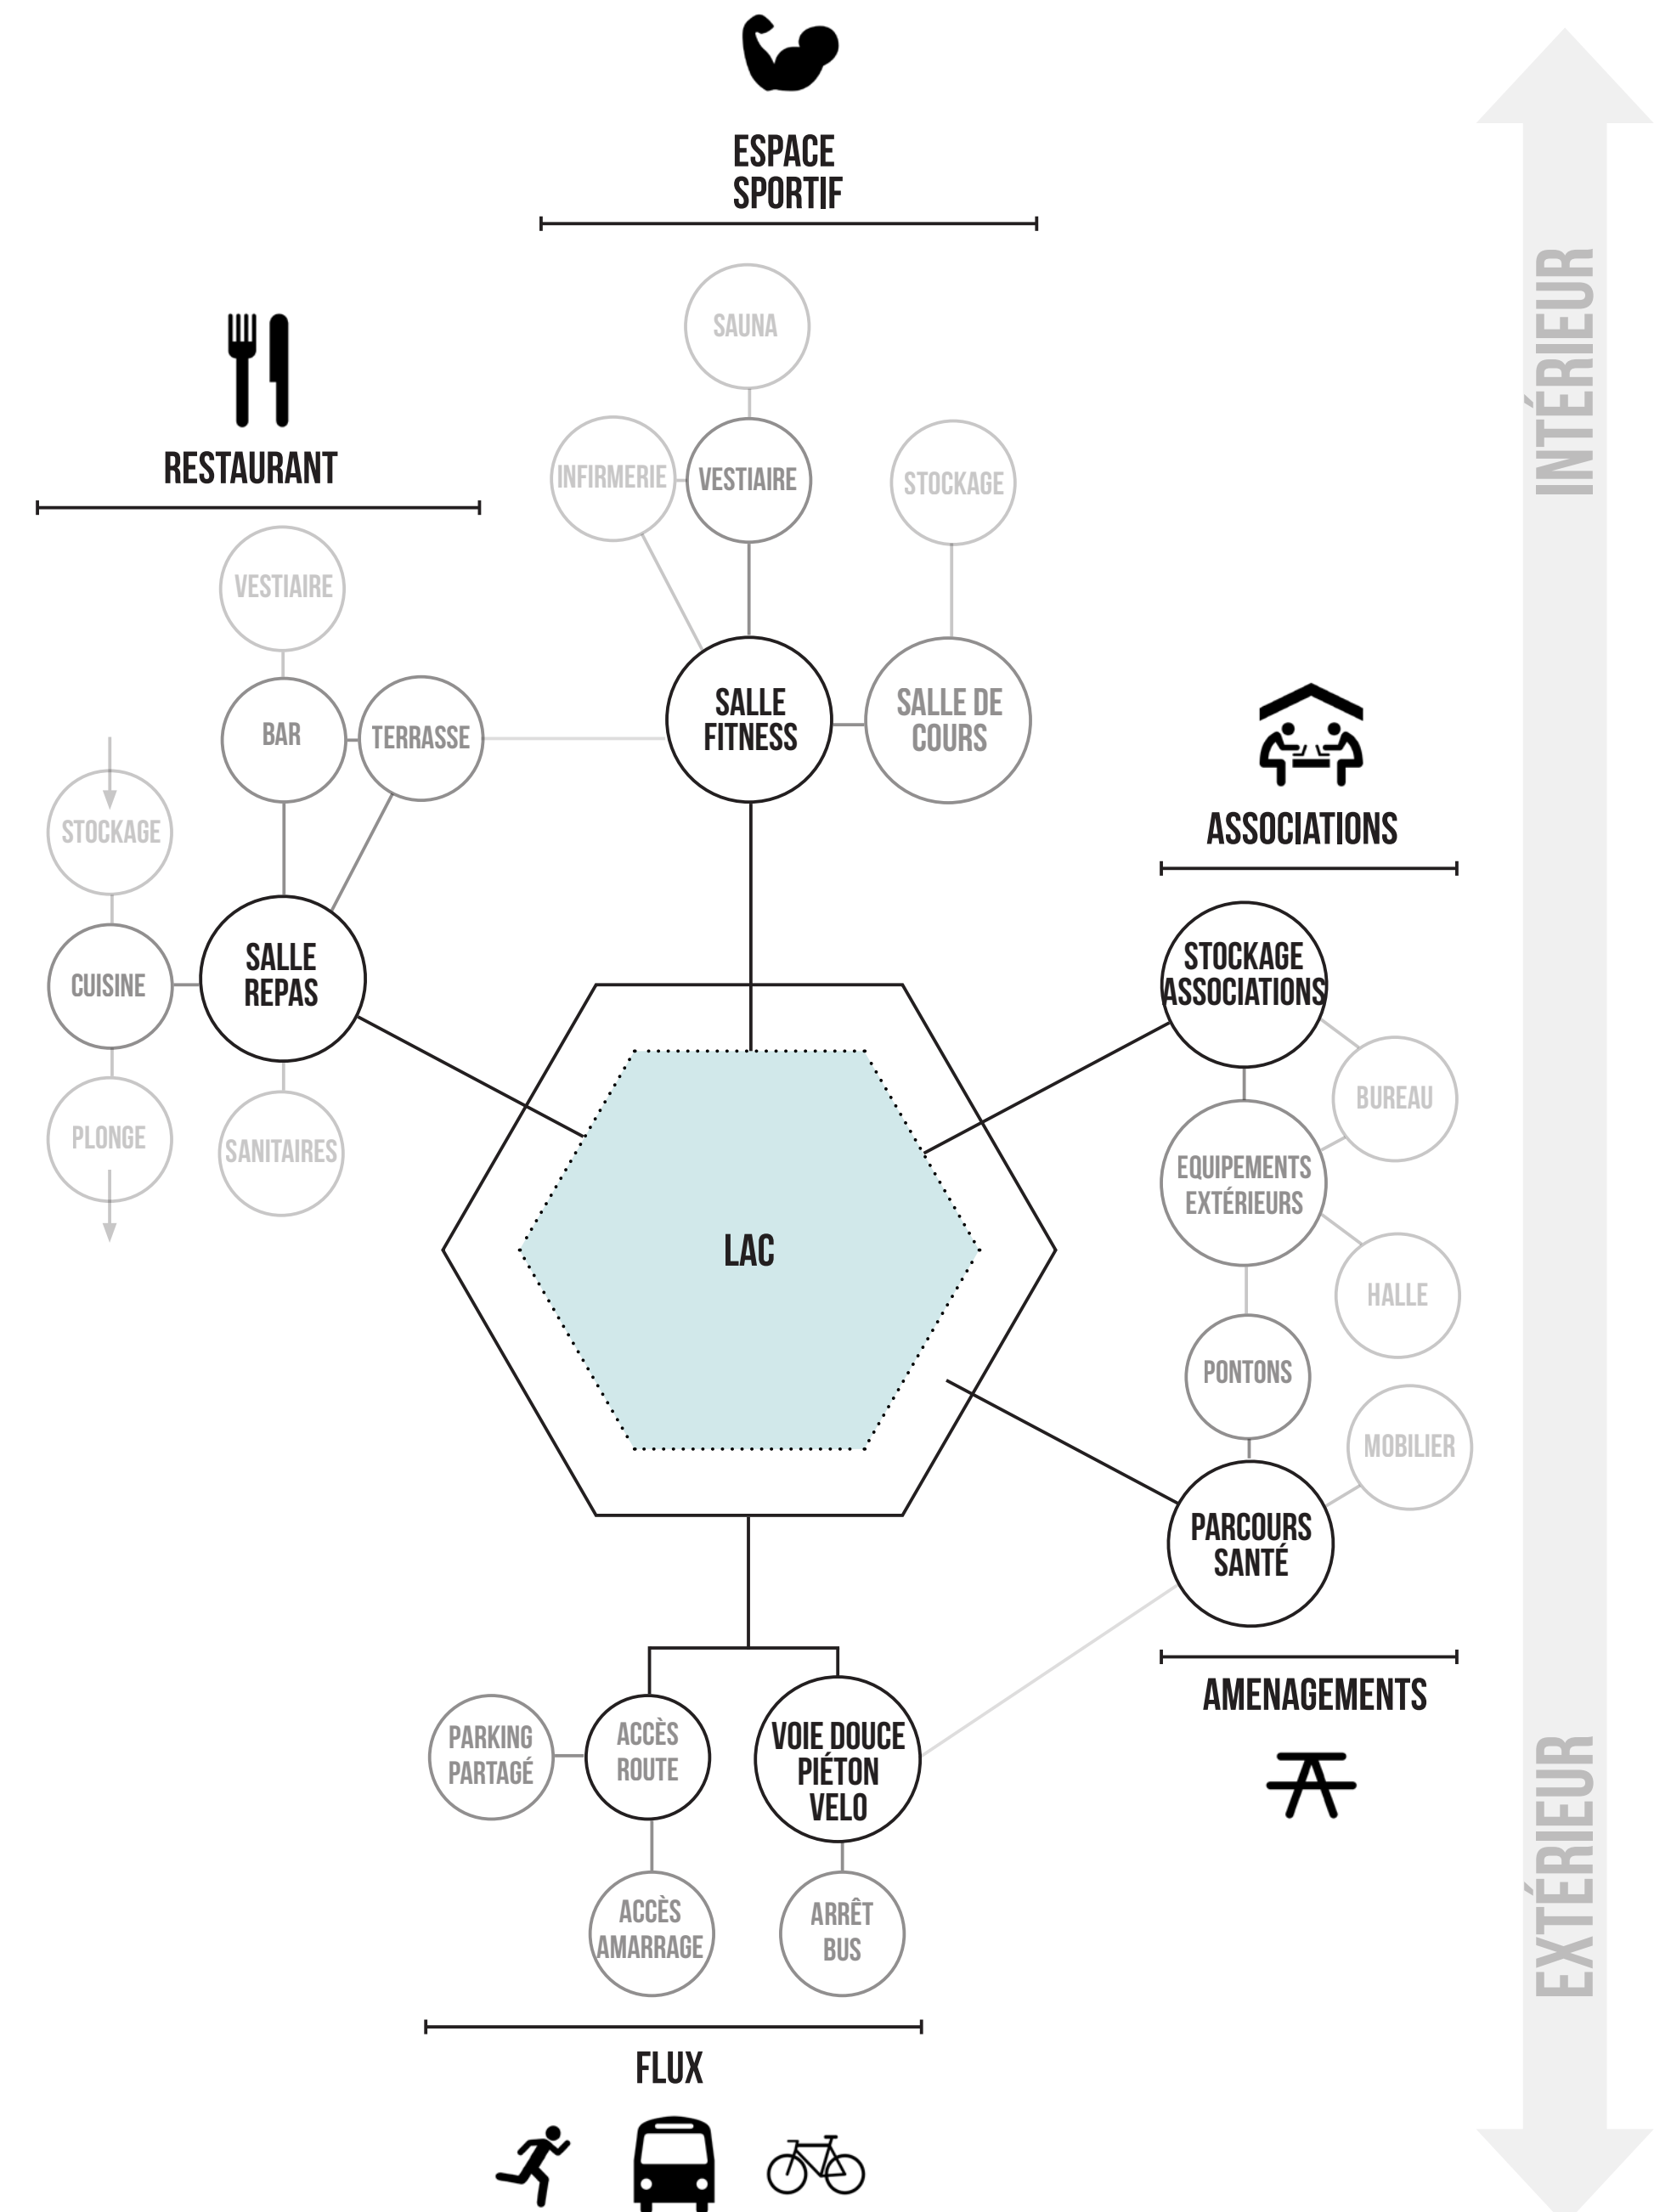 ESPACE
SPORTIF
SAUNA
INFIRMERIE
VESTIAIRE
STOCKAGE
SALLE
FITNESS
SALLE DE
COURS
RESTAURANT
VESTIAIRE
BAR
TERRASSE
STOCKAGE
CUISINE
SALLE
REPAS
PLONGE
SANITAIRES
LAC
ASSOCIATIONS
STOCKAGE
ASSOCIATIONS
BUREAU
EQUIPEMENTS
EXTÉRIEURS
HALLE
PONTONS
MOBILIER
PARCOURS
SANTÉ
AMENAGEMENTS
PARKING
PARTAGÉ
ACCÈS
ROUTE
VOIE DOUCE
PIÉTON
VELO
ACCÈS
AMARRAGE
ARRÊT
BUS
FLUX
INTÉRIEUR
EXTÉRIEUR